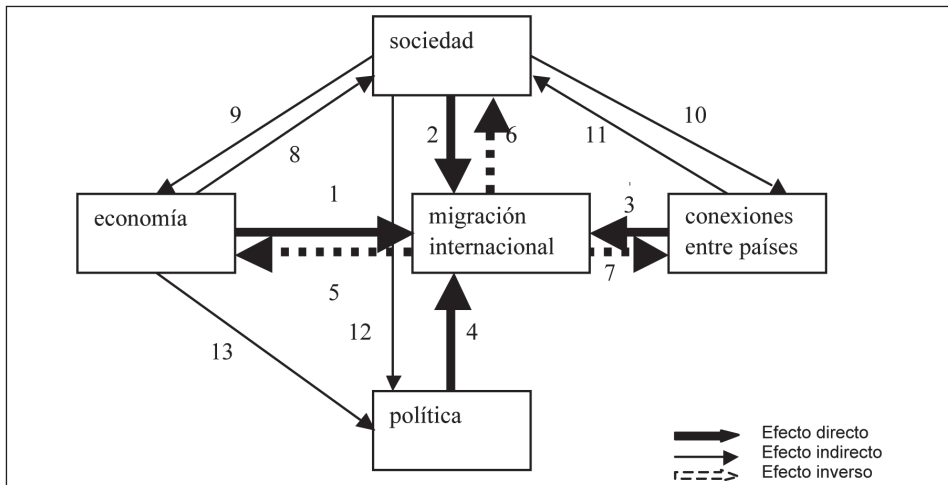 sociedad
9
8
2
6
11
10
economía
1
migración
internacional
3
conexiones
entre países
5
7
12
4
13
política
Efecto directo
Efecto indirecto
Efecto inverso